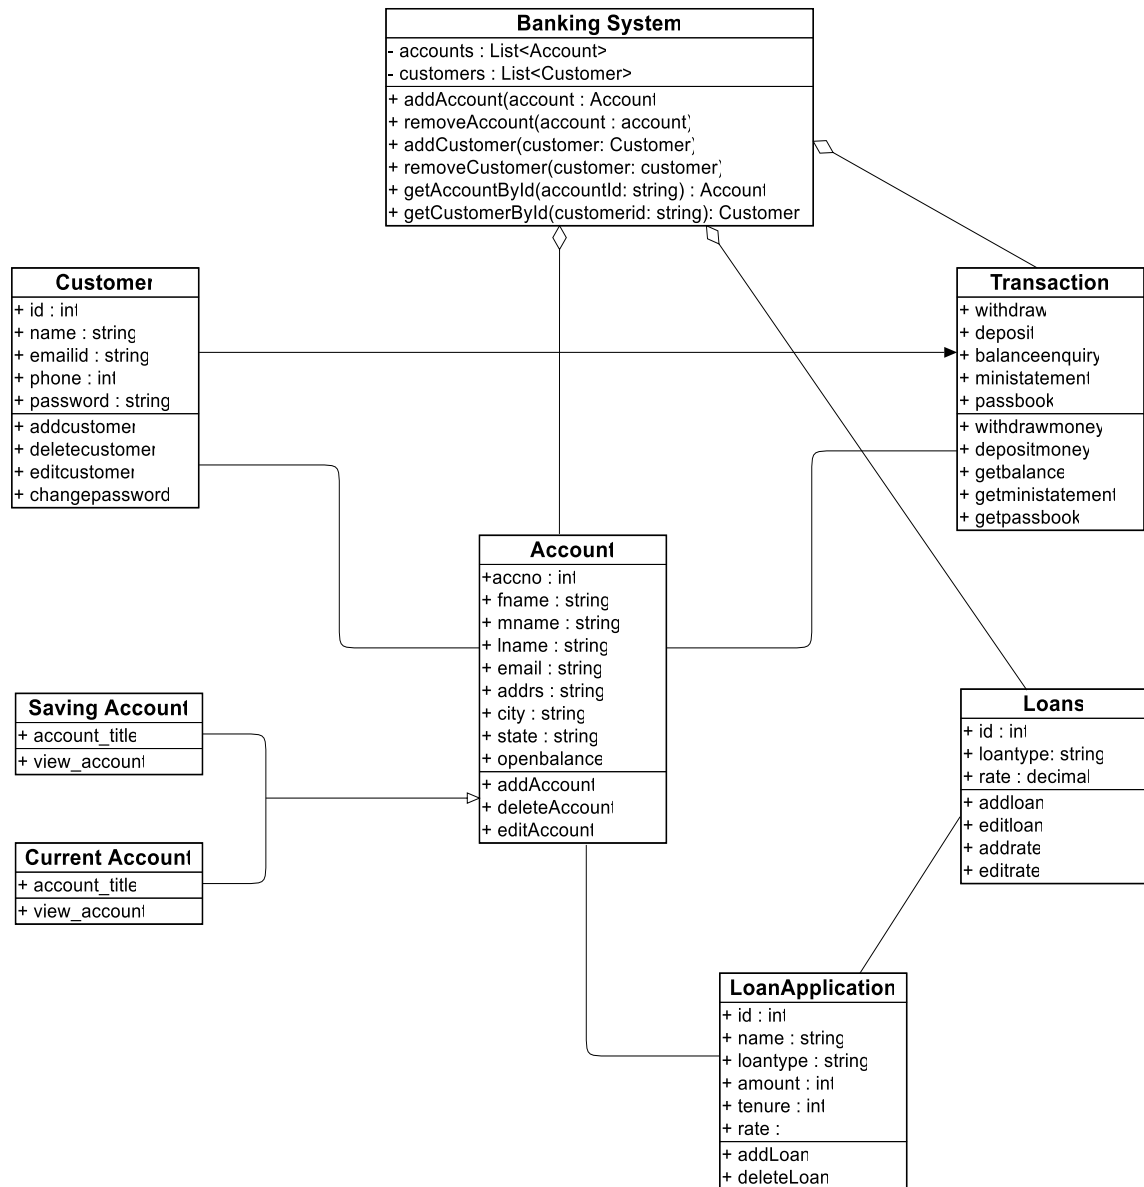 Banking System
- accounts : List<Account>
- customers : List<Customer>
+ addAccount(account : Account
+ removeAccount(account : account)
+ addCustomer(customer: Customer)
+ removeCustomer(customer: customer)
+ getAccountById(accountId: string) : Account
+ getCustomerById(customerid: string): Customer
Customer
+ id : int
+ name : string
+ emailid : string
+ phone : int
+ password : string
+ addcustomer
+ deletecustomer
+ editcustomer
+ changepassword
Transaction
+ withdraw
+ deposit
+ balanceenquiry
+ ministatement
+ passbook
+ withdrawmoney
+ depositmoney
+ getbalance
+ getministatement
+ getpassbook
Account
+accno : int
+ fname : string
+ mname : string
+ lname : string
+ email : string
+ addrs : string
+ city : string
+ state : string
+ openbalance
+ addAccount
+ deleteAccount
+ editAccount
Saving Account
+ account_title
+ view_account
Current Account
+ account_title
+ view_account
Loans
+ id : int
+ loantype: string
+ rate : decimal
+ addloan
+ editloan
+ addrate
+ editrate
LoanApplication
+ id : int
+ name : string
+ loantype : string
+ amount : int
+ tenure : int
+ rate :
+ addLoan
+ deleteLoan